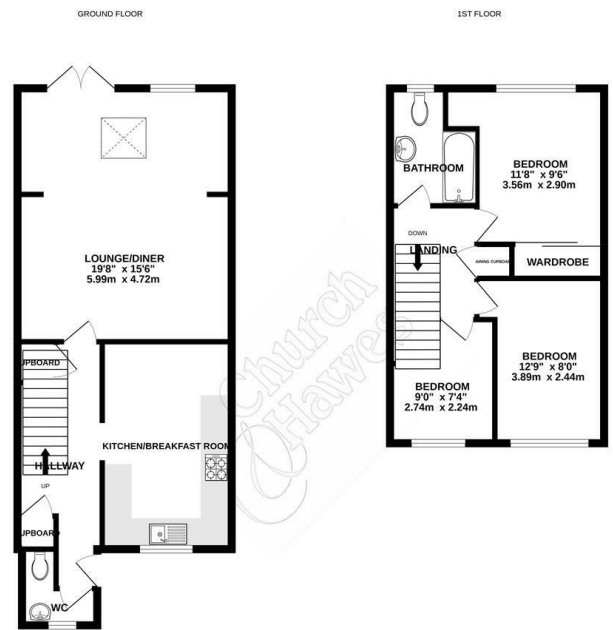 GROUND FLOOR
1ST FLOOR
LOUNGE/DINER
19'8" x 15'6"
5.99m x 4.72m
UPBOARD
KITCHEN/BREAKFAST ROOM
HALLWAY
UP
UPBOARD
WC
BATHROOM
BEDROOM
11'8" x 9'6"
3.56m x 2.90m
DOWN
LANDING
AIRING CUPBOARD
WARDROBE
BEDROOM
12'9" x 8'0"
3.89m x 2.44m
BEDROOM
9'0" x 7'4"
2.74m x 2.24m
Church
& Hawes